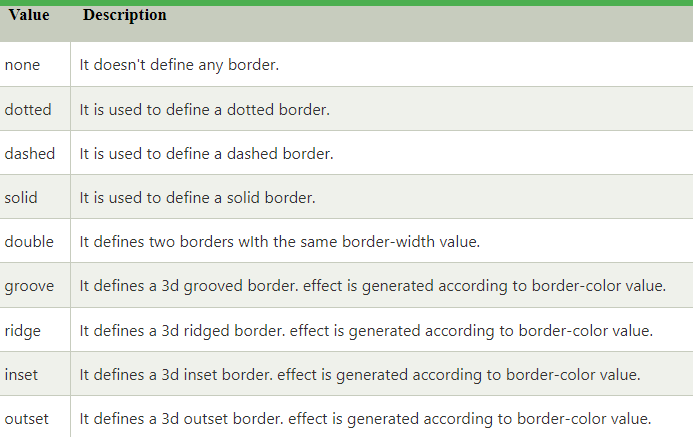 Value Description
none It doesn't define any border.
dotted It is used to define a dotted border.
dashed It is used to define a dashed border.
solid It is used to define a solid border.
double It defines two borders wIth the same border-width value.
groove It defines a 3d grooved border. effect is generated according to border-color value.
ridge It defines a 3d ridged border. effect is generated according to border-color value.
inset It defines a 3d inset border. effect is generated according to border-color value.
outset It defines a 3d outset border. effect is generated according to border-color value.